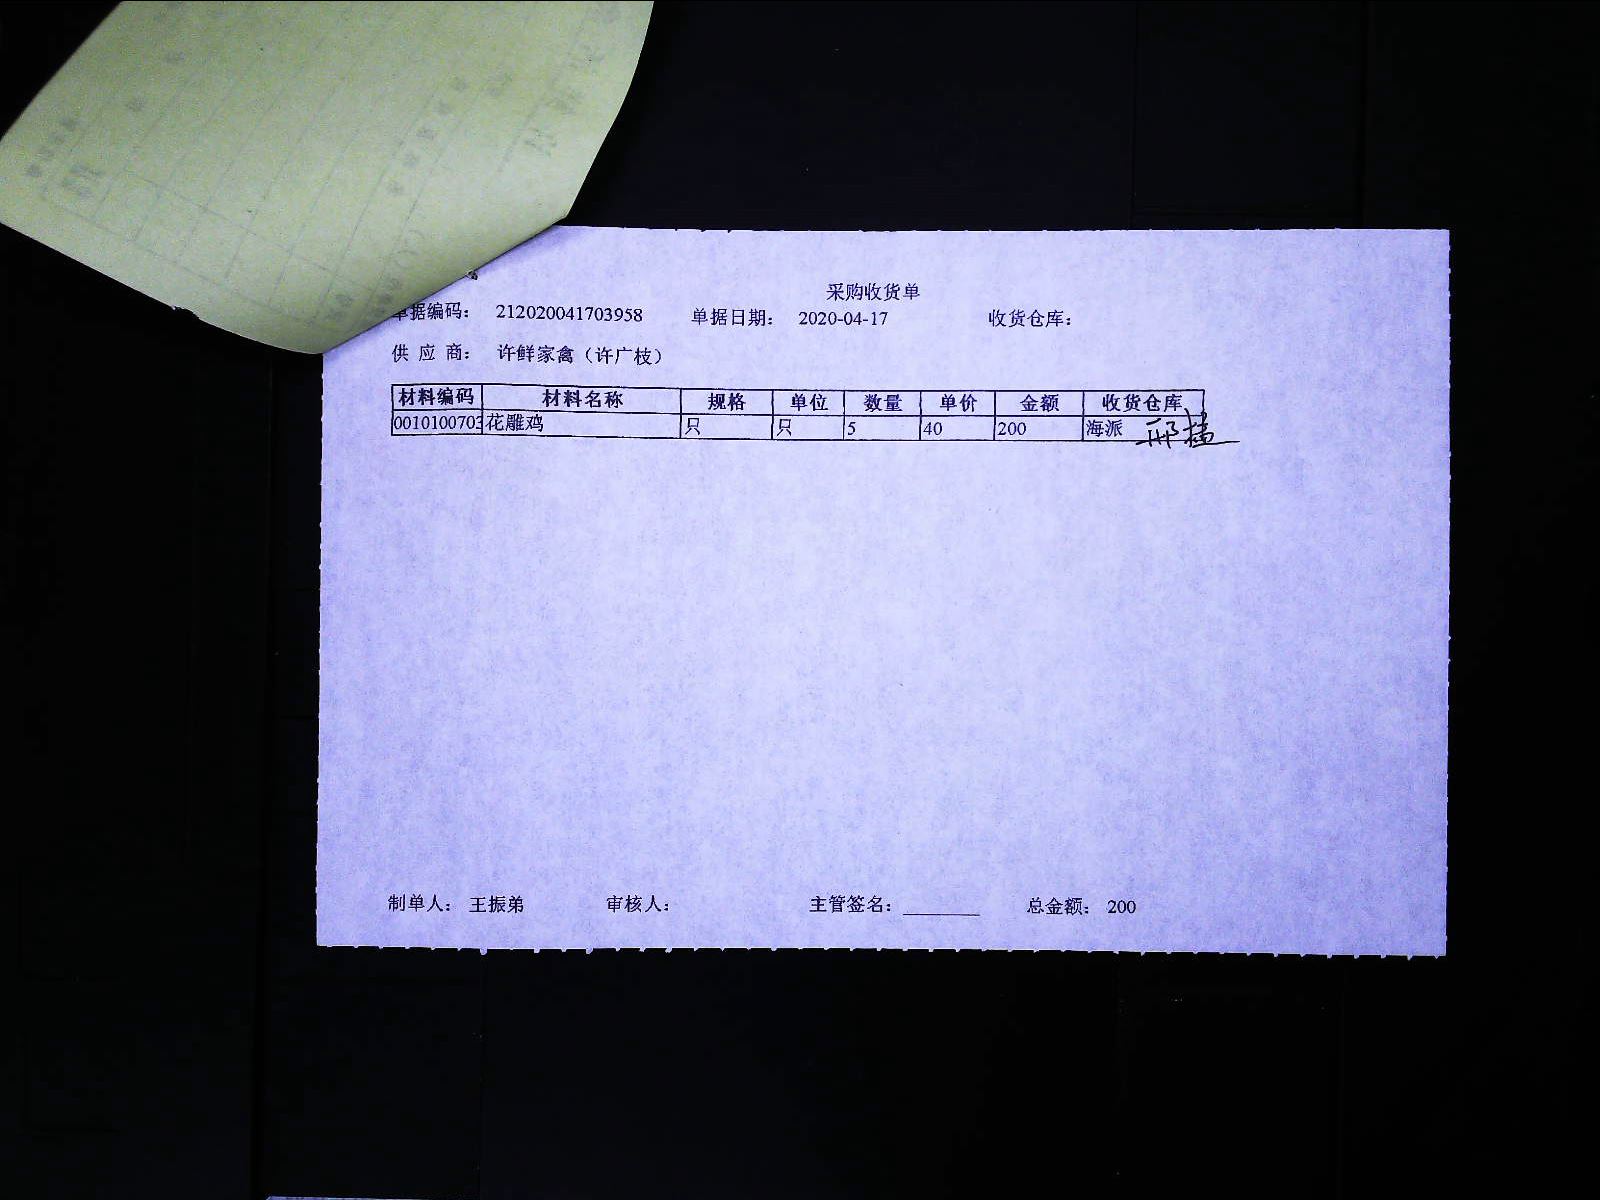 采购收货单
单据编码： 212020041703958 单据日期： 2020-04-17 收货仓库：
供应商： 许鲜家禽（许广枝）
材料编码 材料名称 规格 单位 数量 单价 金额 收货仓库
0010100703 花雕鸡 只 只 5 40 200 海派
制单人： 王振弟 审核人： 主管签名： 总金额： 200